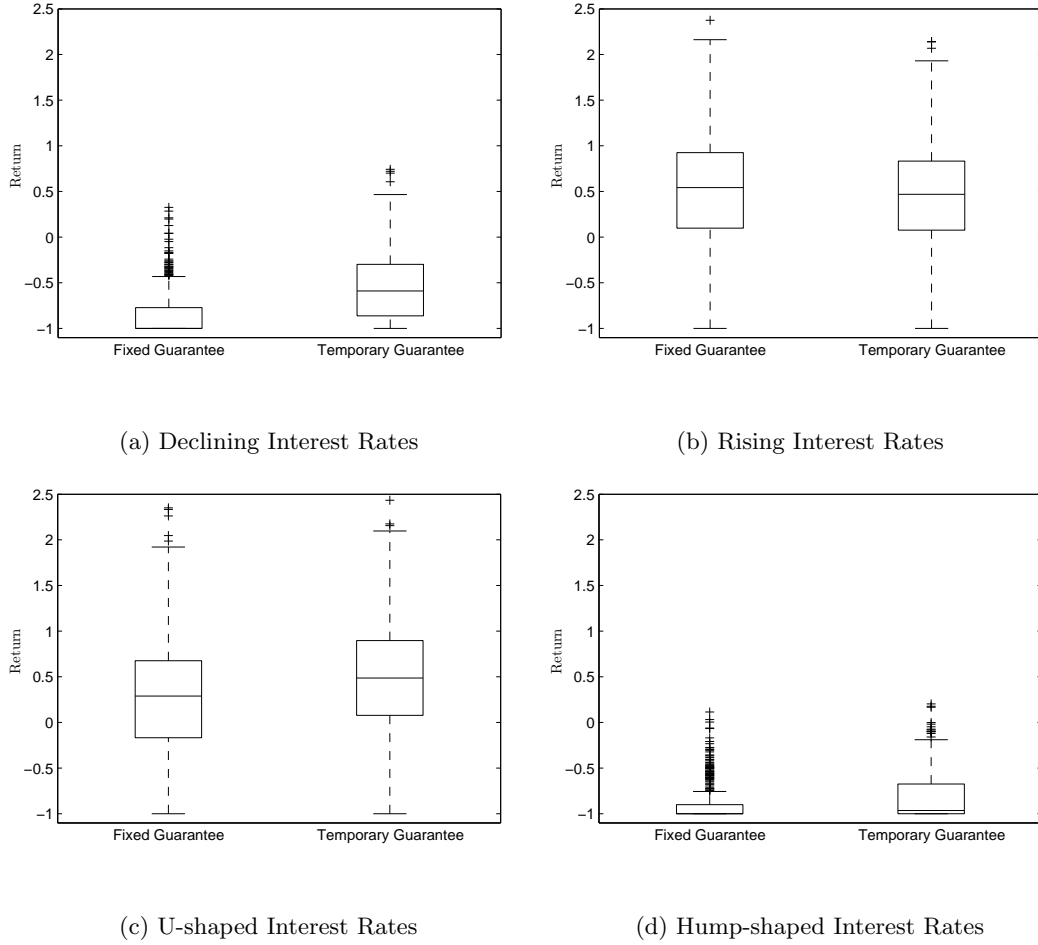 2.5
2
1.5
1
0.5
0
−0.5
−1
Return
Fixed Guarantee
Temporary Guarantee
(a) Declining Interest Rates
2.5
2
1.5
1
0.5
0
−0.5
−1
Return
Fixed Guarantee
Temporary Guarantee
(b) Rising Interest Rates
2.5
2
1.5
1
0.5
0
−0.5
−1
Return
Fixed Guarantee
Temporary Guarantee
(c) U-shaped Interest Rates
2.5
2
1.5
1
0.5
0
−0.5
−1
Return
Fixed Guarantee
Temporary Guarantee
(d) Hump-shaped Interest Rates